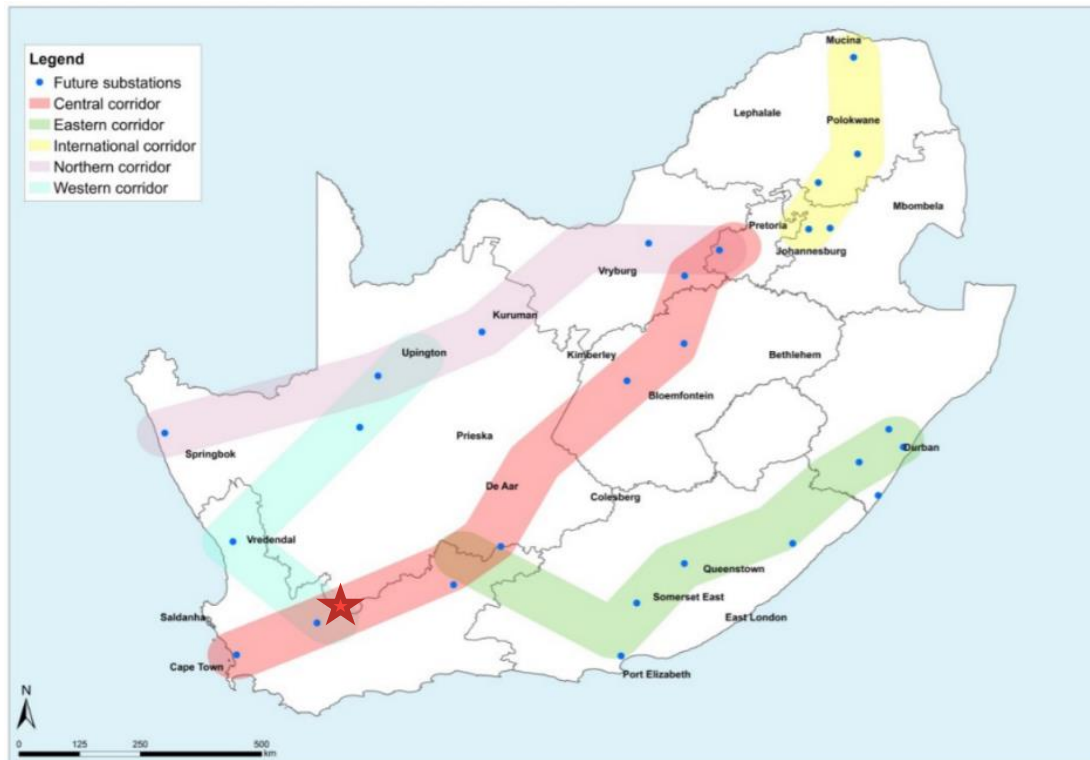 Legend
Future substations
Central corridor
Eastern corridor
International corridor
Northern corridor
Western corridor
Mucina
Lephalale
Polokwane
Mbombela
Pretoria
Johannesburg
Vryburg
Kuruman
Upington
Kimberley
Bethlehem
Bloemfontein
Prieska
Springbok
Durban
De Aar
Colesberg
Vredendal
Queenstown
Somerset East
Saldanha
East London
Cape Town
Port Elizabeth
N
0 125 250 500
km